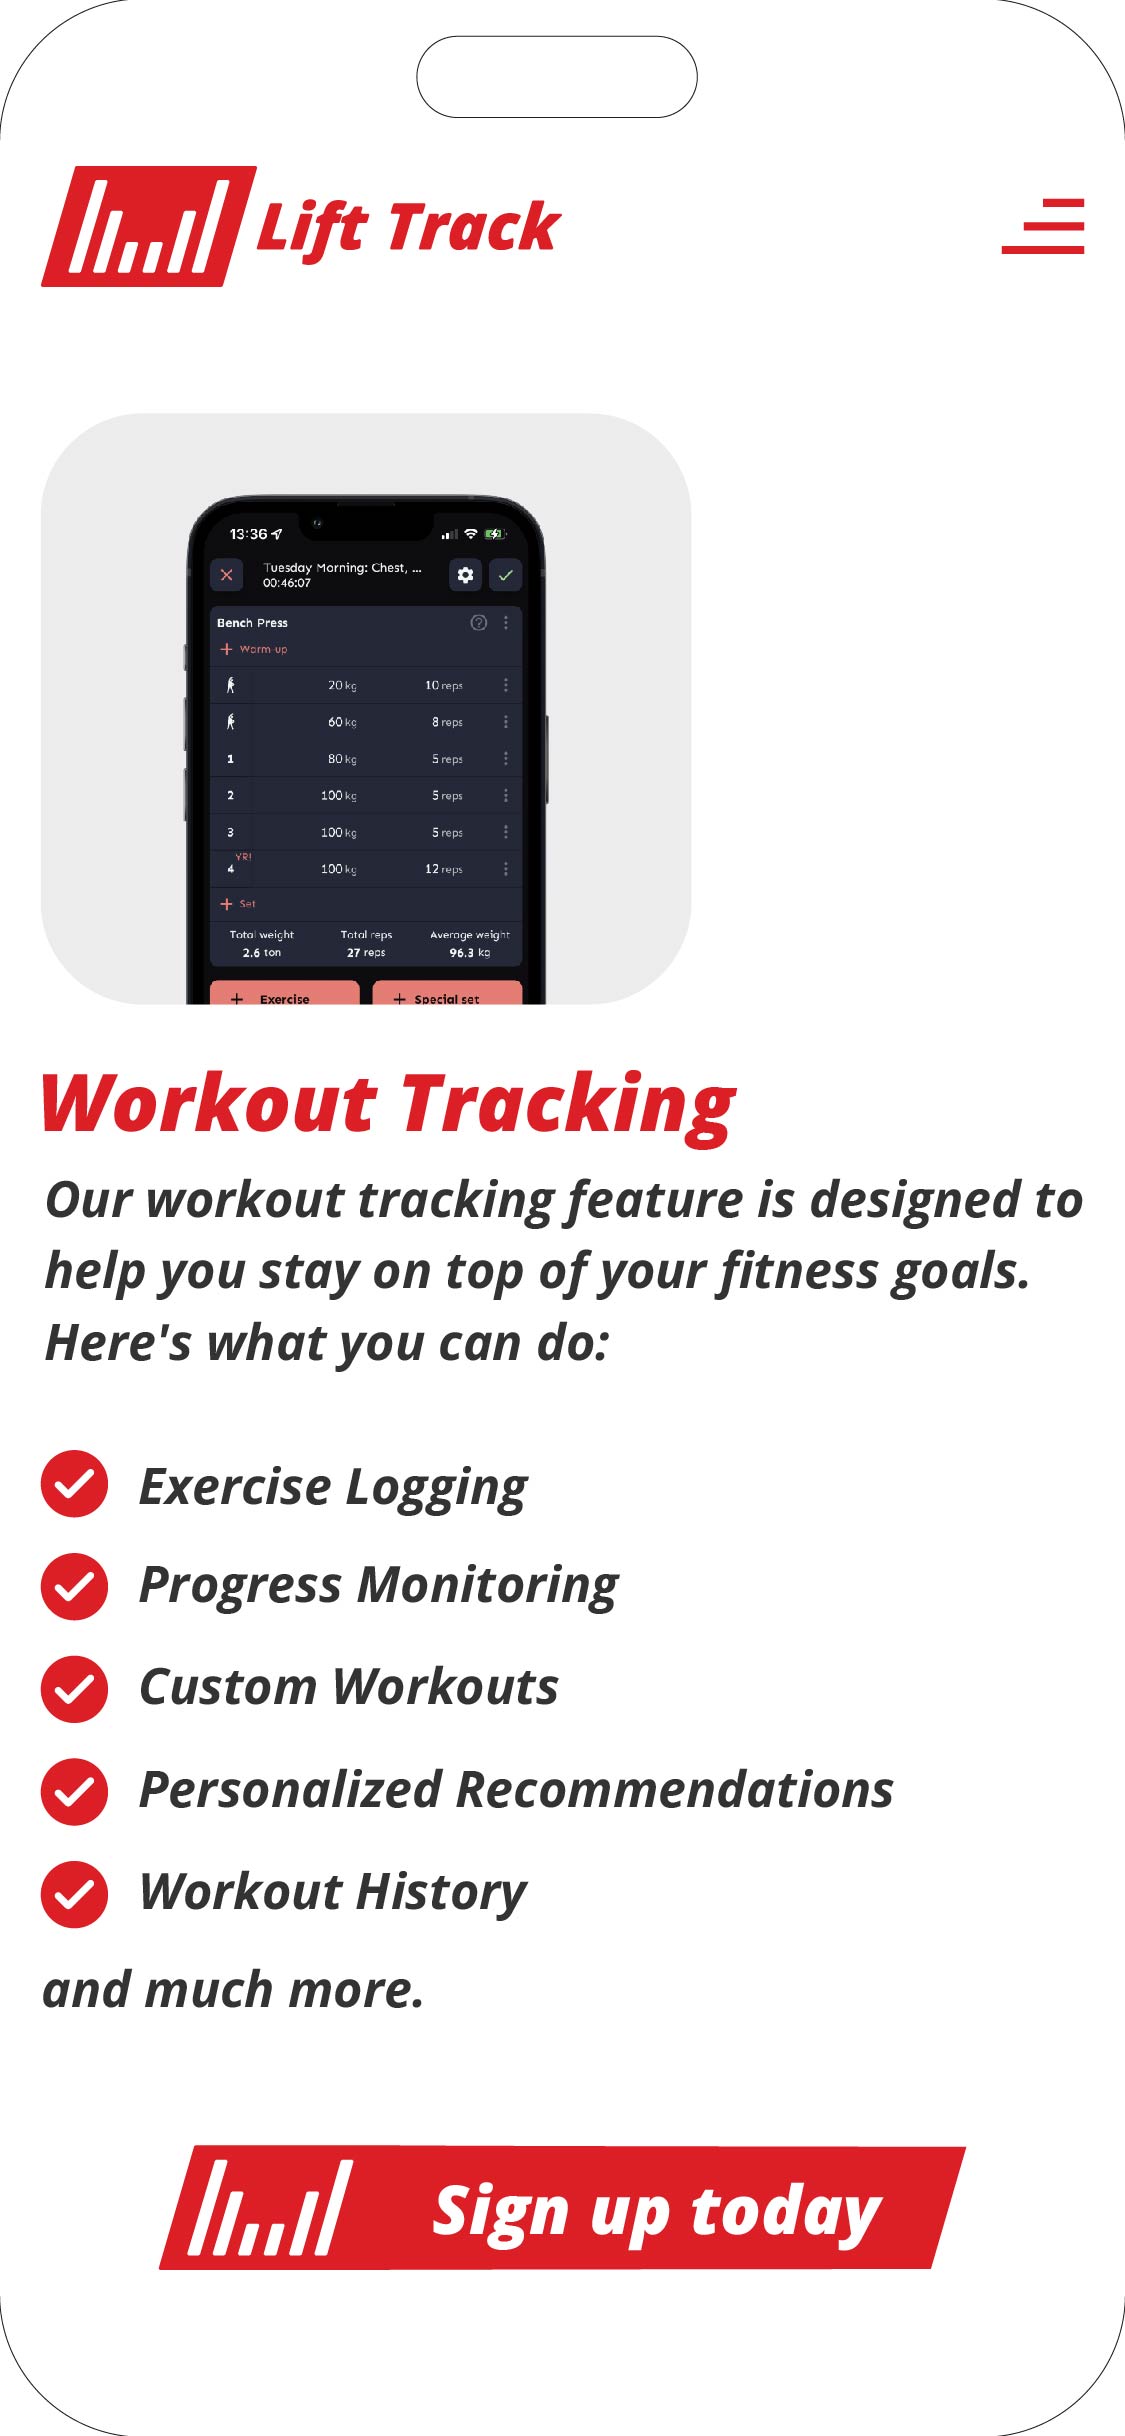 Lift Track
13:36
Tuesday Morning: Chest, ...
00:46:07
Bench Press
+ Warm-up
20 kg 10 reps
60 kg 8 reps
1 80 kg 5 reps
2 100 kg 5 reps
3 100 kg 5 reps
YR!
4 100 kg 12 reps
+ Set
Total weight Total reps Average weight
2.6 ton 27 reps 96.3 kg
+ Exercise + Special set
Workout Tracking
Our workout tracking feature is designed to
help you stay on top of your fitness goals.
Here's what you can do:
Exercise Logging
Progress Monitoring
Custom Workouts
Personalized Recommendations
Workout History
and much more.
Sign up today